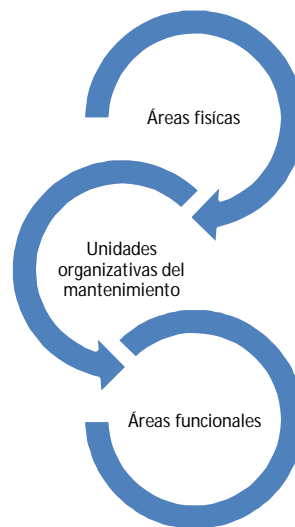 Áreas fisícas
Unidades
organizativas del
mantenimiento
Áreas funcionales